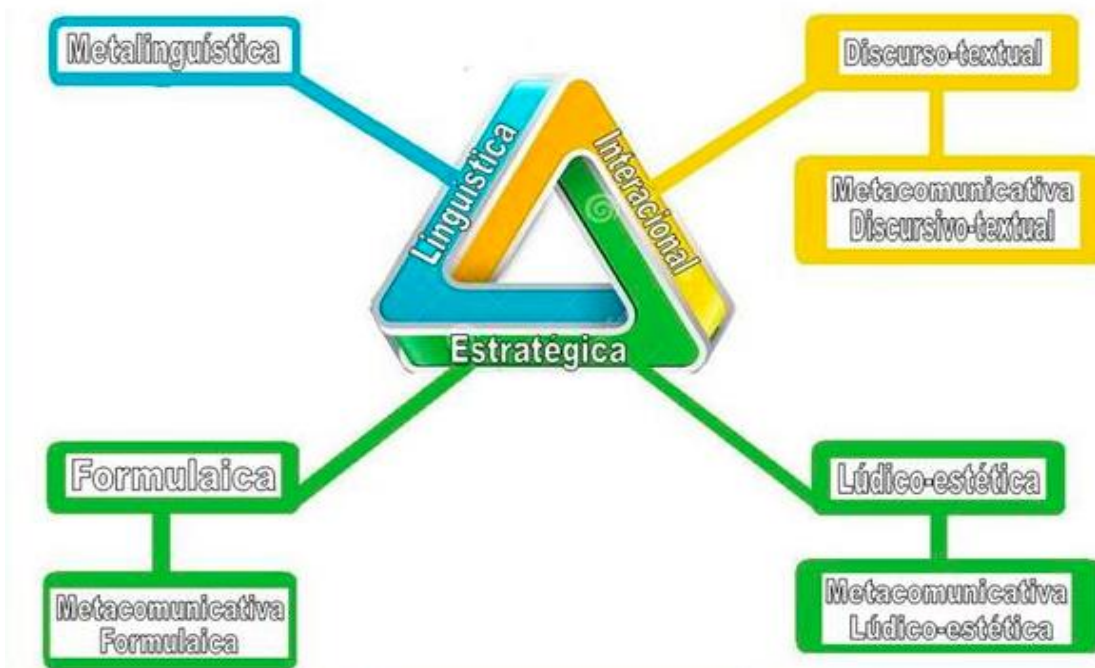 Metalinguística
Discurso-textual
Linguística
Interacional
Metacomunicativa
Discursivo-textual
Estratégica
Formulaica
Lúdico-estética
Metacomunicativa
Formulaica
Metacomunicativa
Lúdico-estética